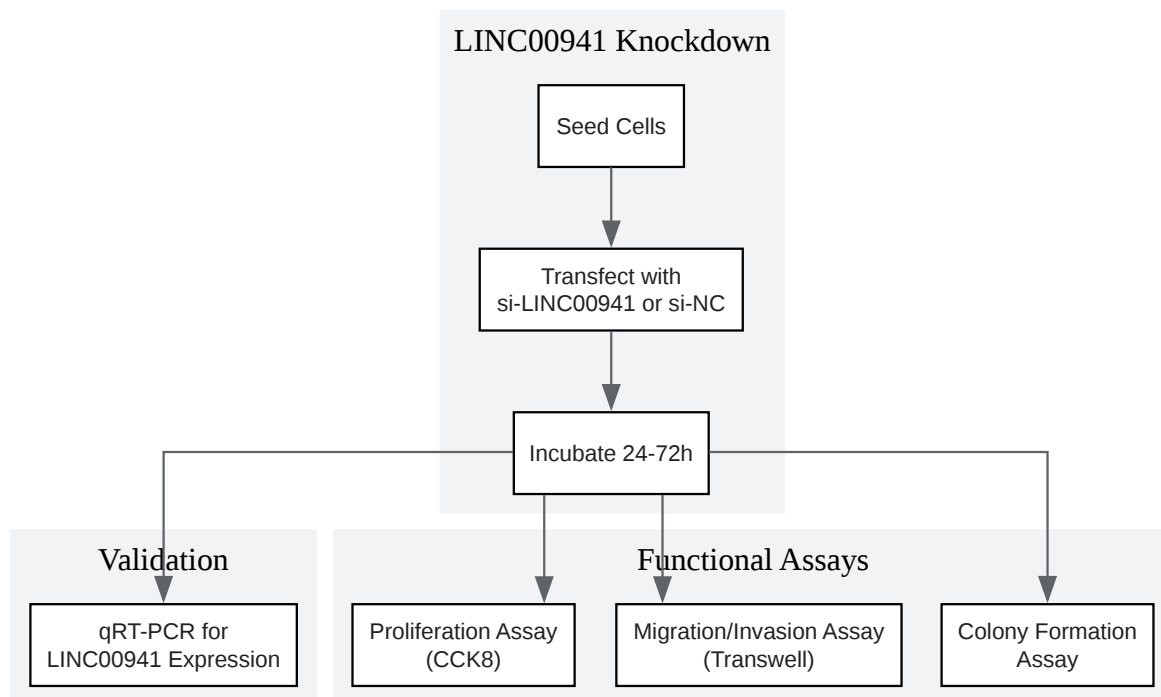 LINC00941 Knockdown
Seed Cells
Transfect with
si-LINC00941 or si-NC
Incubate 24-72h
Validation
Functional Assays
qRT-PCR for
LINC00941 Expression
Proliferation Assay
(CCK8)
Migration/Invasion Assay
(Transwell)
Colony Formation
Assay